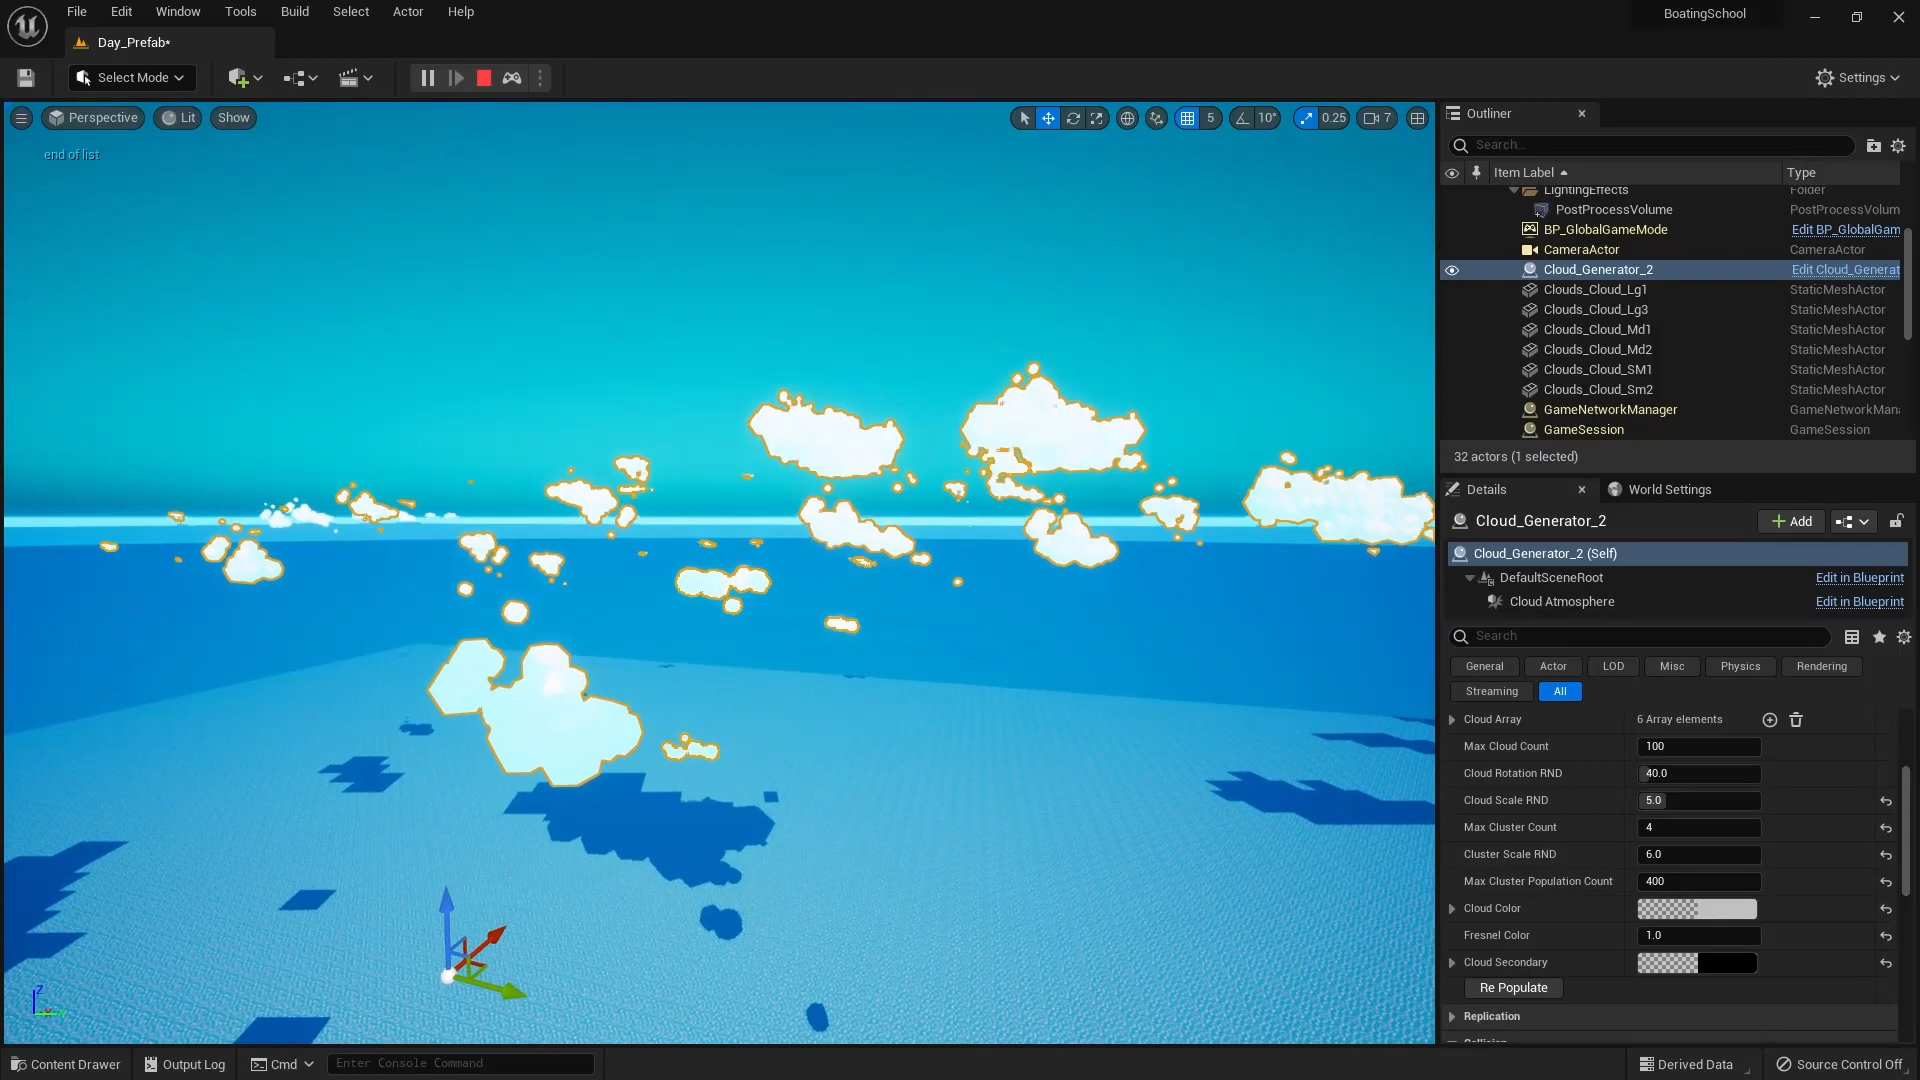 File Edit Window Tools Build Select Actor Help
BoatingSchool
Day_Prefab*
Select Mode
Settings
Perspective Lit Show
5 10° 0.25 7
end of list
Outliner
Search...
Item Label Type
LightingEffects Folder
PostProcessVolume PostProcessVolum
BP_GlobalGameMode Edit BP_GlobalGam
CameraActor CameraActor
Cloud_Generator_2 Edit Cloud_Generat
Clouds_Cloud_Lg1 StaticMeshActor
Clouds_Cloud_Lg3 StaticMeshActor
Clouds_Cloud_Md1 StaticMeshActor
Clouds_Cloud_Md2 StaticMeshActor
Clouds_Cloud_SM1 StaticMeshActor
Clouds_Cloud_Sm2 StaticMeshActor
GameNetworkManager GameNetworkMan
GameSession GameSession
32 actors (1 selected)
Details World Settings
Cloud_Generator_2 Add
Cloud_Generator_2 (Self)
DefaultSceneRoot Edit in Blueprint
Cloud Atmosphere Edit in Blueprint
Search
General Actor LOD Misc Physics Rendering
Streaming All
Cloud Array 6 Array elements
Max Cloud Count 100
Cloud Rotation RND 40.0
Cloud Scale RND 5.0
Max Cluster Count 4
Cluster Scale RND 6.0
Max Cluster Population Count 400
Cloud Color
Fresnel Color 1.0
Cloud Secondary
Re Populate
Replication
Collision
Z
X Y
Content Drawer Output Log Cmd Enter Console Command
Derived Data Source Control Off